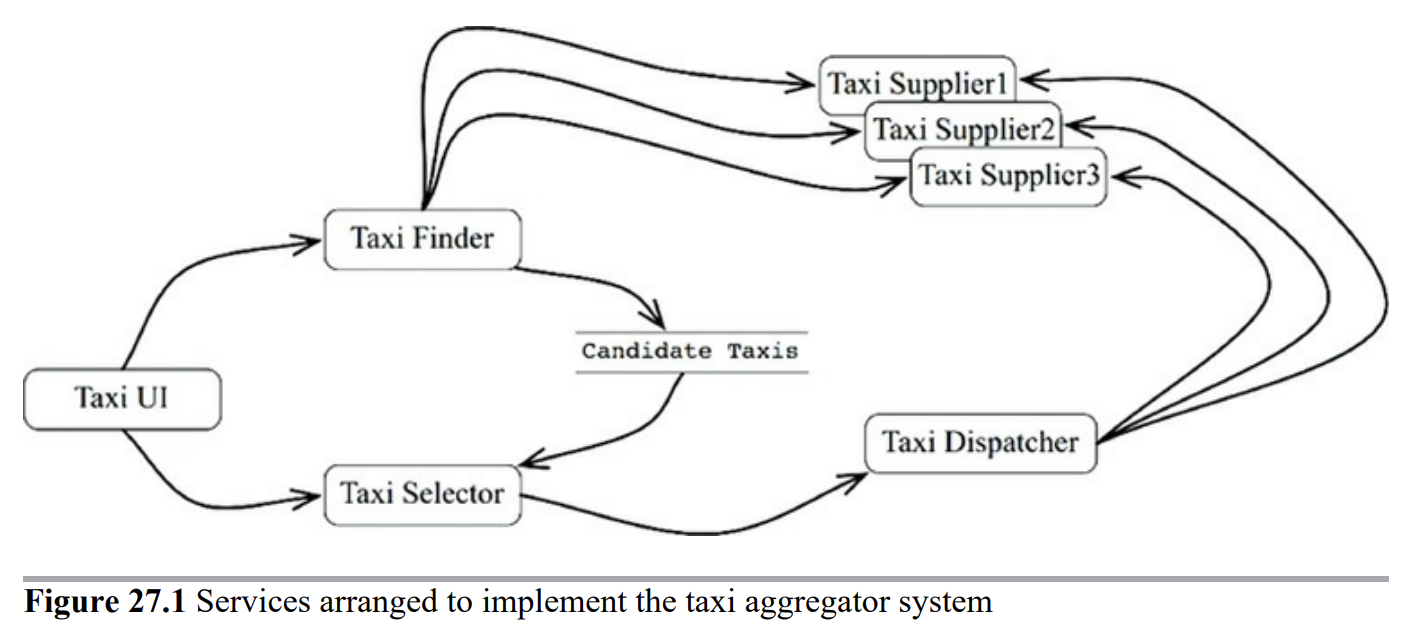 Taxi Supplier1
Taxi Supplier2
Taxi Supplier3
Taxi Finder
Candidate Taxis
Taxi UI
Taxi Dispatcher
Taxi Selector
Figure 27.1 Services arranged to implement the taxi aggregator system